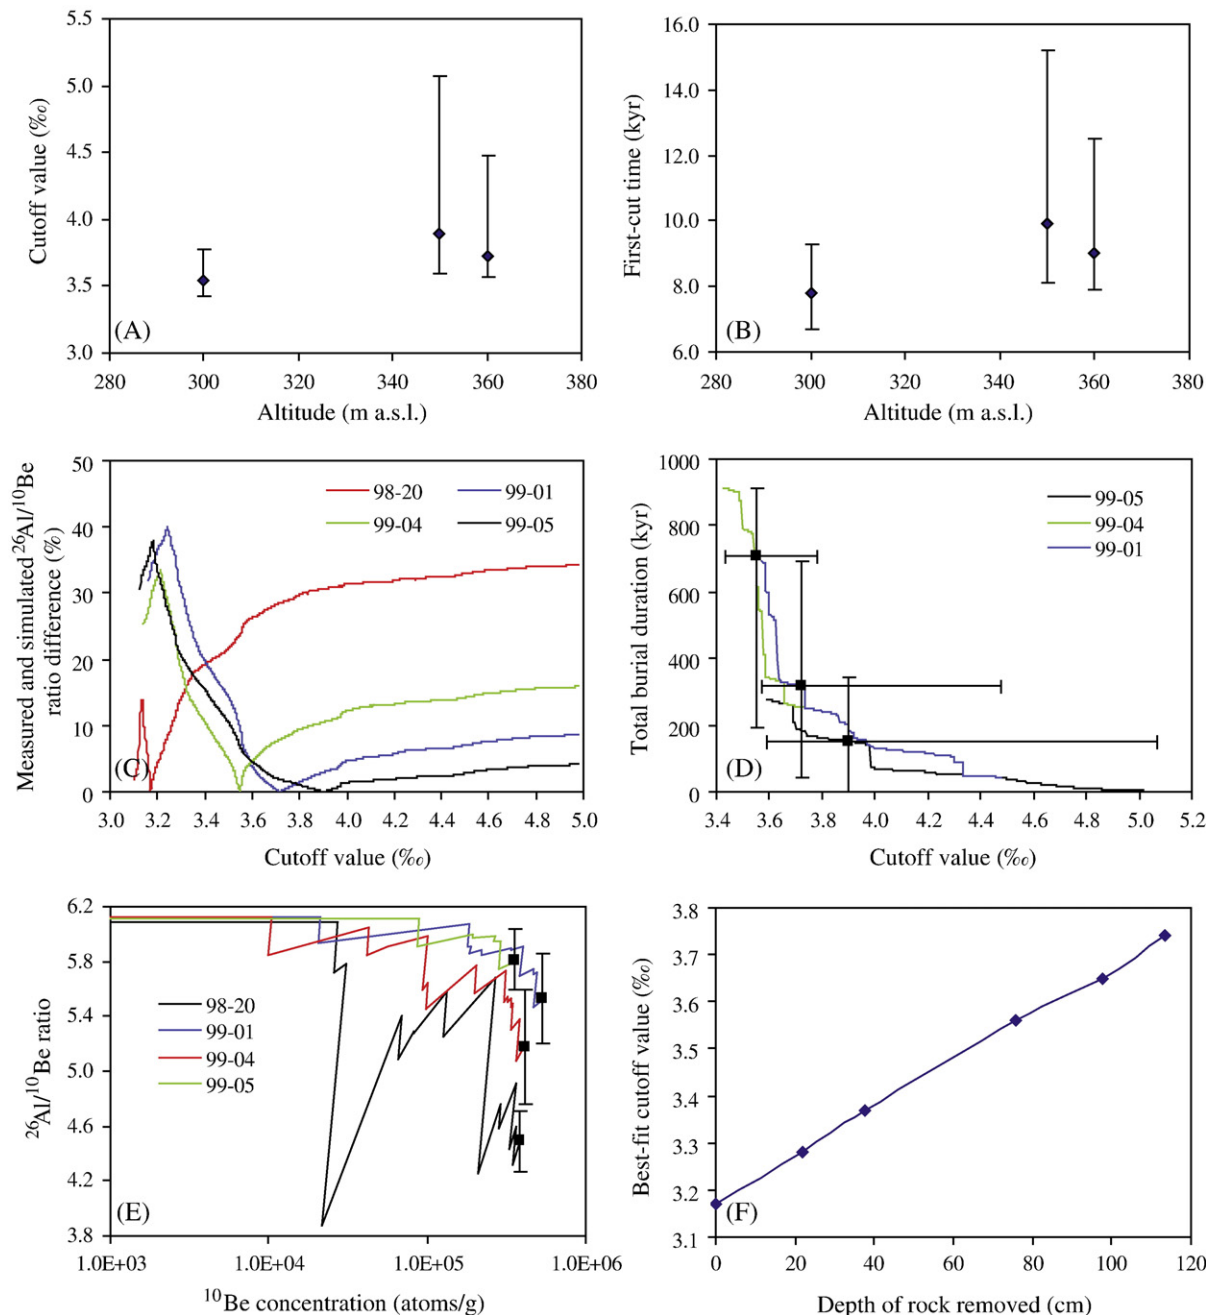 5.5
5.0
4.5
4.0
3.5
3.0
Cutoff value (‰)
(A)
280 300 320 340 360 380
Altitude (m a.s.l.)
16.0
14.0
12.0
10.0
8.0
6.0
First-cut time (kyr)
(B)
280 300 320 340 360 380
Altitude (m a.s.l.)
50
40
30
20
10
0
Measured and simulated ²⁶Al/¹⁰Be
ratio difference (%)
98-20 99-01
99-04 99-05
(C)
3.0 3.2 3.4 3.6 3.8 4.0 4.2 4.4 4.6 4.8 5.0
Cutoff value (‰)
1000
800
600
400
200
0
Total burial duration (kyr)
99-05
99-04
99-01
(D)
3.4 3.6 3.8 4.0 4.2 4.4 4.6 4.8 5.0 5.2
Cutoff value (‰)
6.2
5.8
5.4
5.0
4.6
4.2
3.8
²⁶Al/¹⁰Be ratio
98-20
99-01
99-04
99-05
(E)
1.0E+03 1.0E+04 1.0E+05 1.0E+06
¹⁰Be concentration (atoms/g)
3.8
3.7
3.6
3.5
3.4
3.3
3.2
3.1
Best-fit cutoff value (‰)
(F)
0 20 40 60 80 100 120
Depth of rock removed (cm)